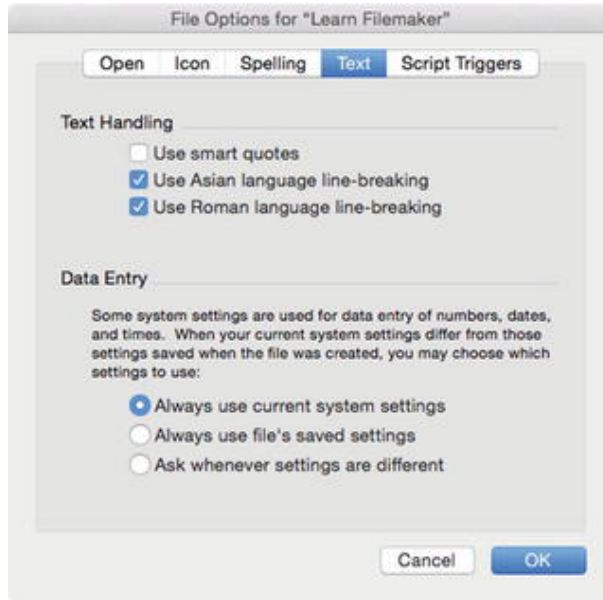 File Options for “Learn Filemaker”
Open Icon Spelling Text Script Triggers
Text Handling
Use smart quotes
Use Asian language line-breaking
Use Roman language line-breaking
Data Entry
Some system settings are used for data entry of numbers, dates,
and times. When your current system settings differ from those
settings saved when the file was created, you may choose which
settings to use:
Always use current system settings
Always use file's saved settings
Ask whenever settings are different
Cancel OK